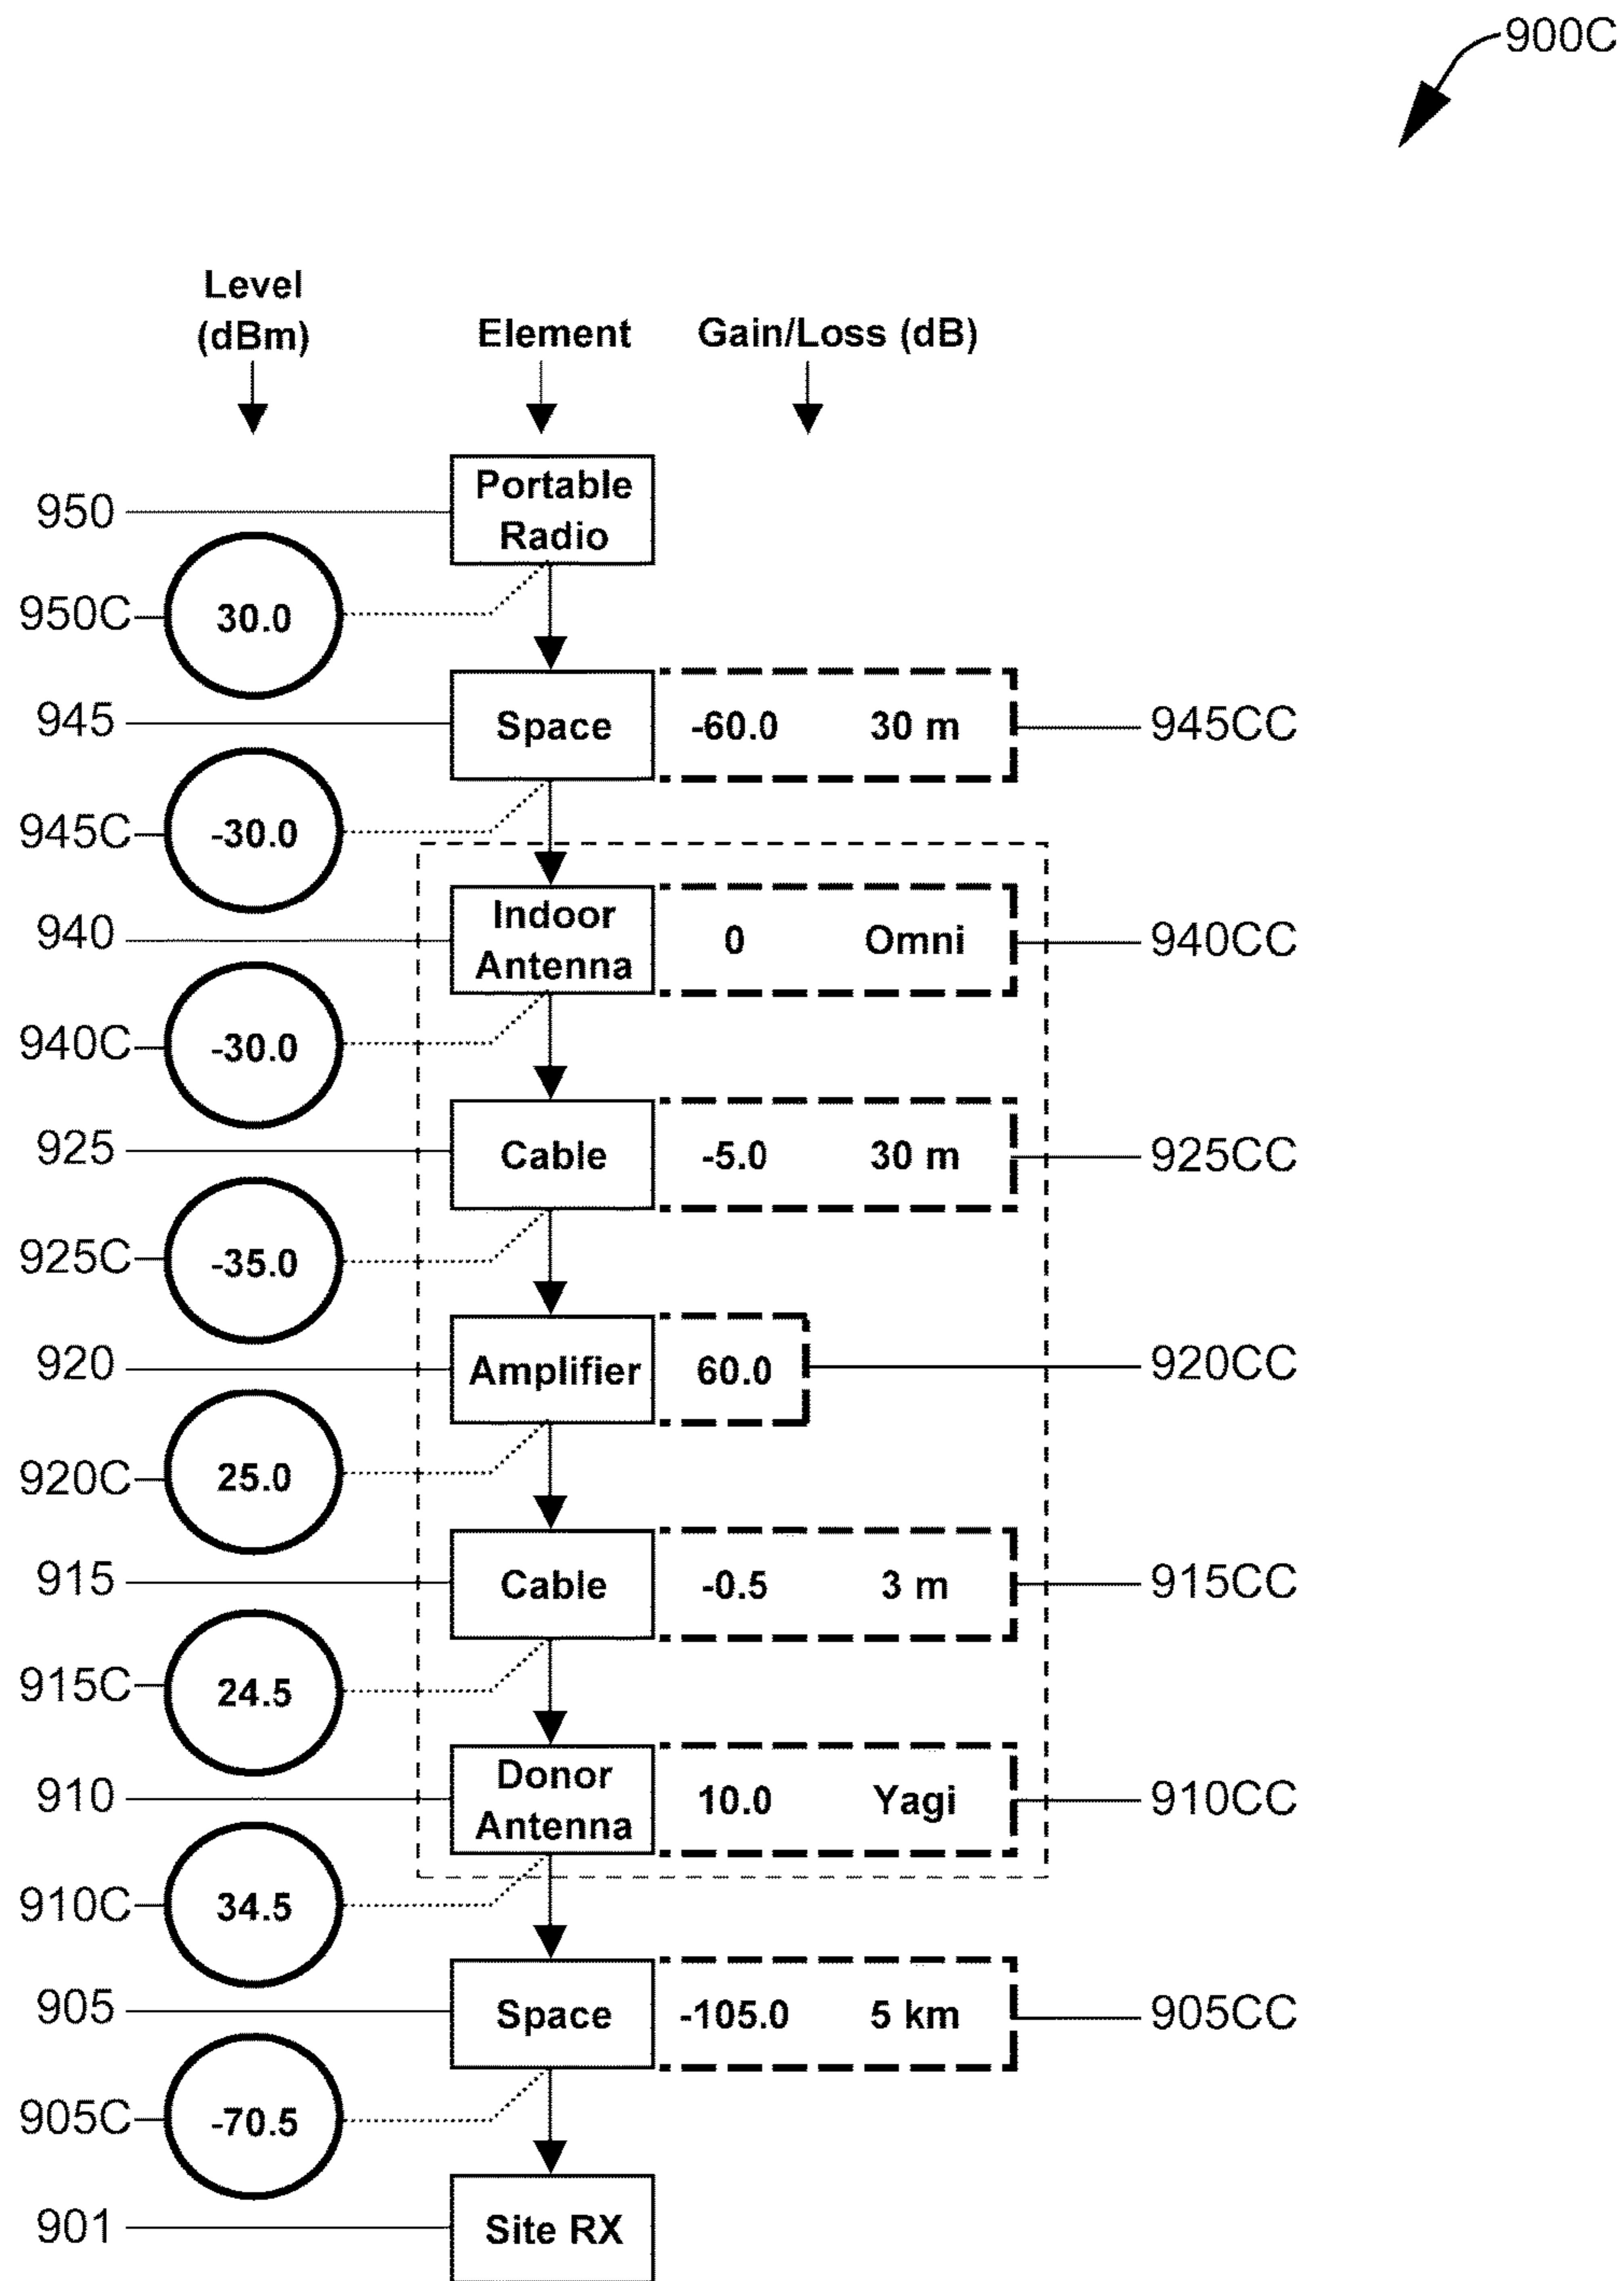 900C
Level
(dBm)
Element
Gain/Loss (dB)
950
Portable
Radio
950C
30.0
945
Space
-60.0 30 m
945CC
945C
-30.0
940
Indoor
Antenna
0 Omni
940CC
940C
-30.0
925
Cable
-5.0 30 m
925CC
925C
-35.0
920
Amplifier
60.0
920CC
920C
25.0
915
Cable
-0.5 3 m
915CC
915C
24.5
910
Donor
Antenna
10.0 Yagi
910CC
910C
34.5
905
Space
-105.0 5 km
905CC
905C
-70.5
901
Site RX